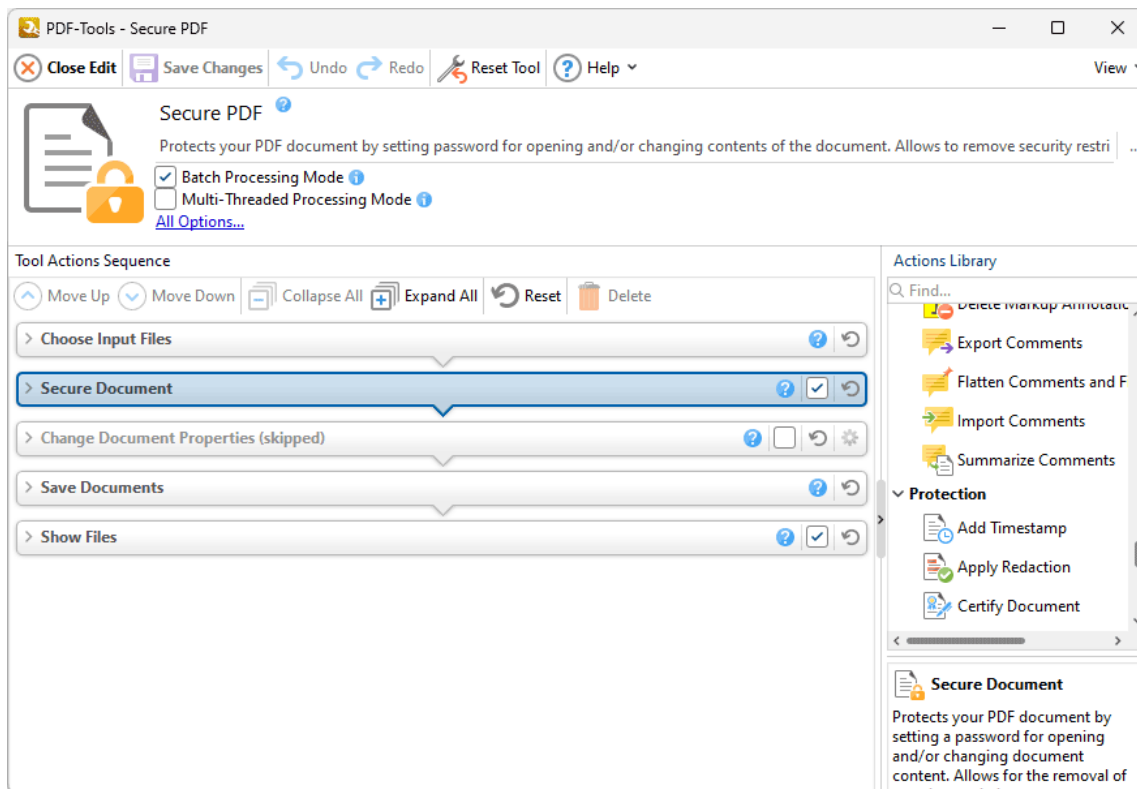 PDF-Tools - Secure PDF
Close Edit Save Changes Undo Redo Reset Tool Help View
Secure PDF
Protects your PDF document by setting password for opening and/or changing contents of the document. Allows to remove security restri ...
Batch Processing Mode
Multi-Threaded Processing Mode
All Options...
Tool Actions Sequence
Move Up Move Down Collapse All Expand All Reset Delete
Choose Input Files
Secure Document
Change Document Properties (skipped)
Save Documents
Show Files
Actions Library
Find...
Delete Markup Annotatic
Export Comments
Flatten Comments and F
Import Comments
Summarize Comments
Protection
Add Timestamp
Apply Redaction
Certify Document
Secure Document
Protects your PDF document by
setting a password for opening
and/or changing document
content. Allows for the removal of